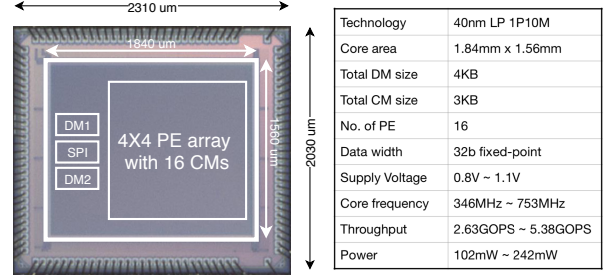 2310 um
1840 um
DM1
SPI
DM2
4X4 PE array
with 16 CMs
1560 um
2030 um
Technology 40nm LP 1P10M
Core area 1.84mm x 1.56mm
Total DM size 4KB
Total CM size 3KB
No. of PE 16
Data width 32b fixed-point
Supply Voltage 0.8V ~ 1.1V
Core frequency 346MHz ~ 753MHz
Throughput 2.63GOPS ~ 5.38GOPS
Power 102mW ~ 242mW